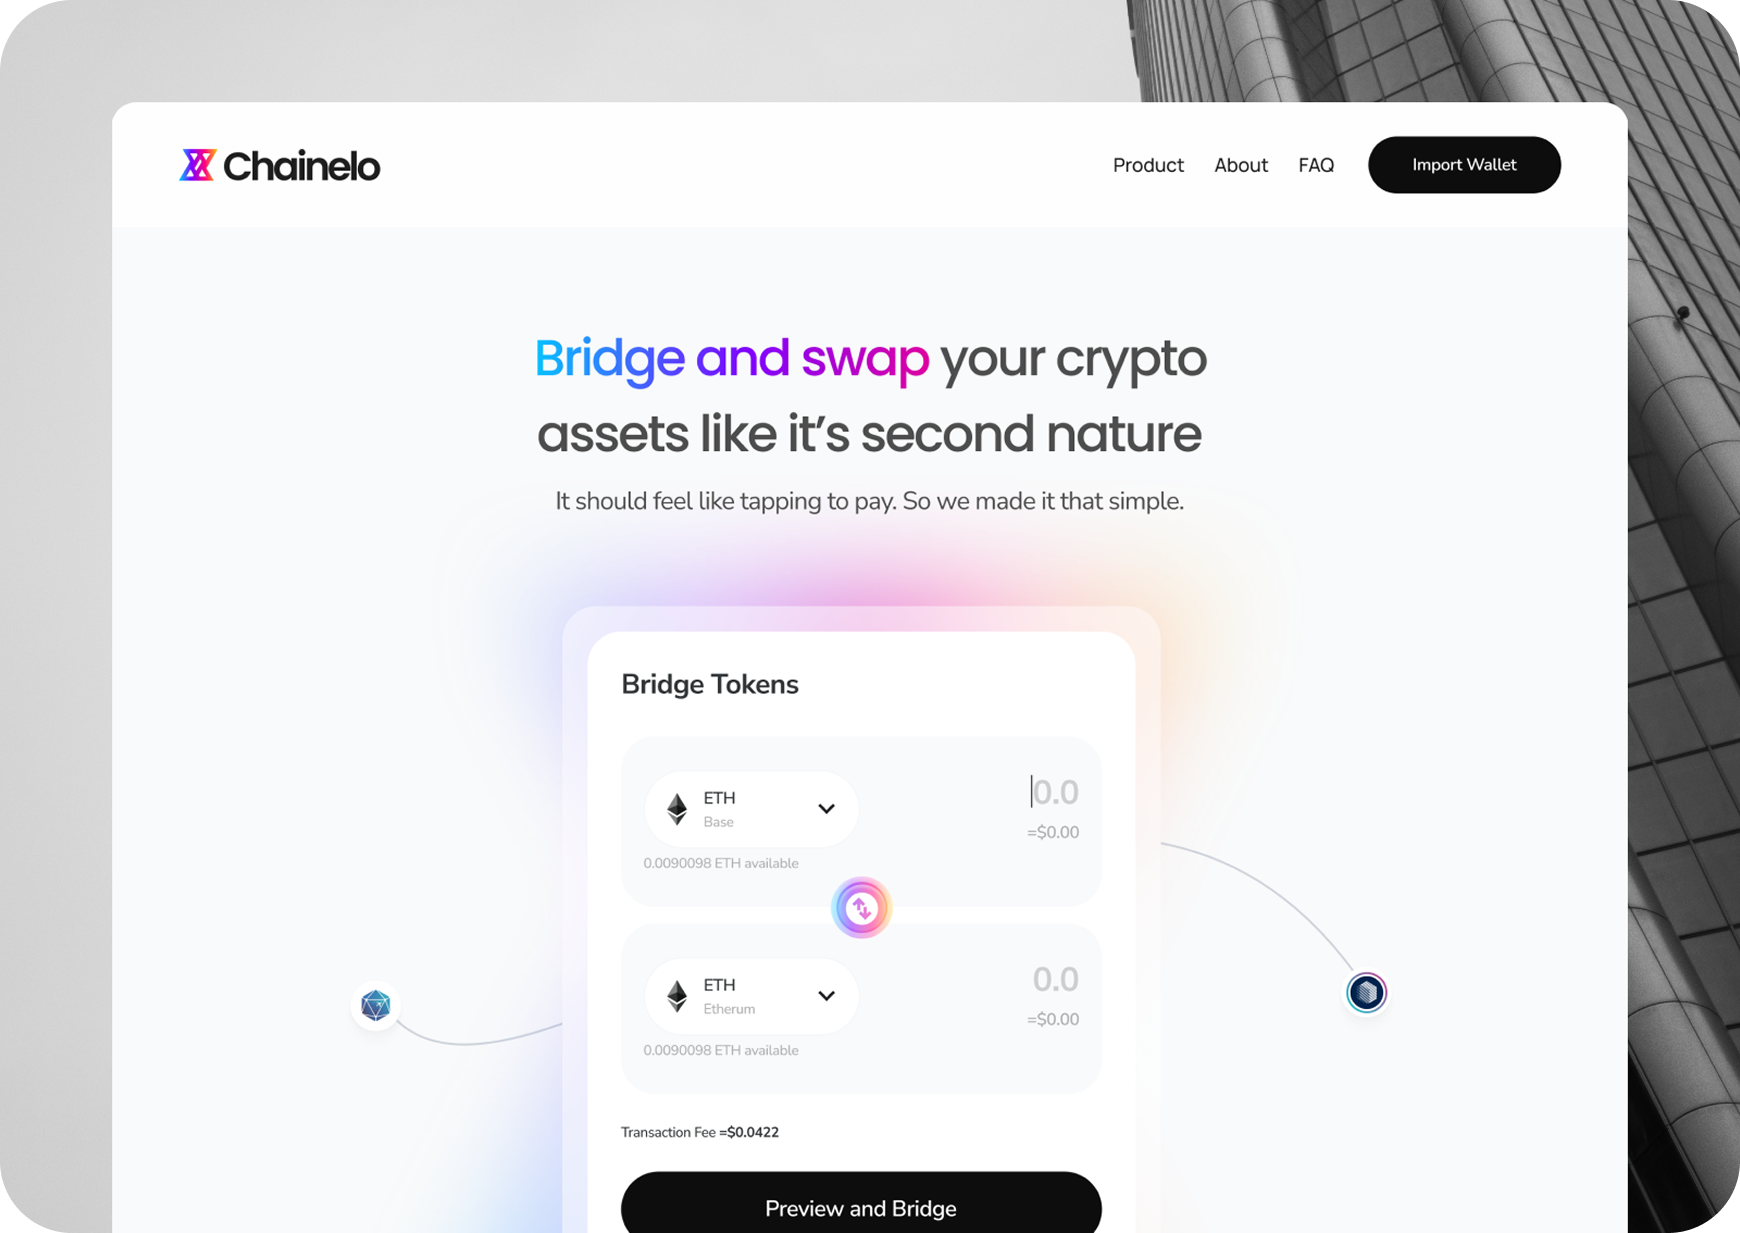 Chainelo
Product About FAQ Import Wallet
Bridge and swap your crypto
assets like it’s second nature
It should feel like tapping to pay. So we made it that simple.
Bridge Tokens
ETH
Base
0.0
=$0.00
0.0090098 ETH available
ETH
Etherum
0.0
=$0.00
0.0090098 ETH available
Transaction Fee =$0.0422
Preview and Bridge